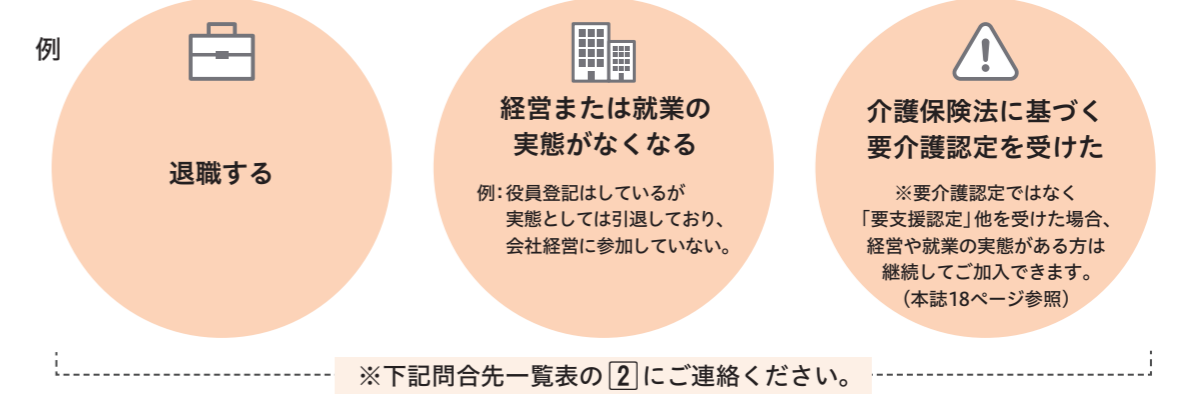 例
退職する
経営または就業の
実態がなくなる
例：役員登記はしているが
実態としては引退しており、
会社経営に参加していない。
介護保険法に基づく
要介護認定を受けた
※要介護認定ではなく
「要支援認定」他を受けた場合、
経営や就業の実態がある方は
継続してご加入できます。
（本誌18ページ参照）
※下記問合先一覧表の2にご連絡ください。